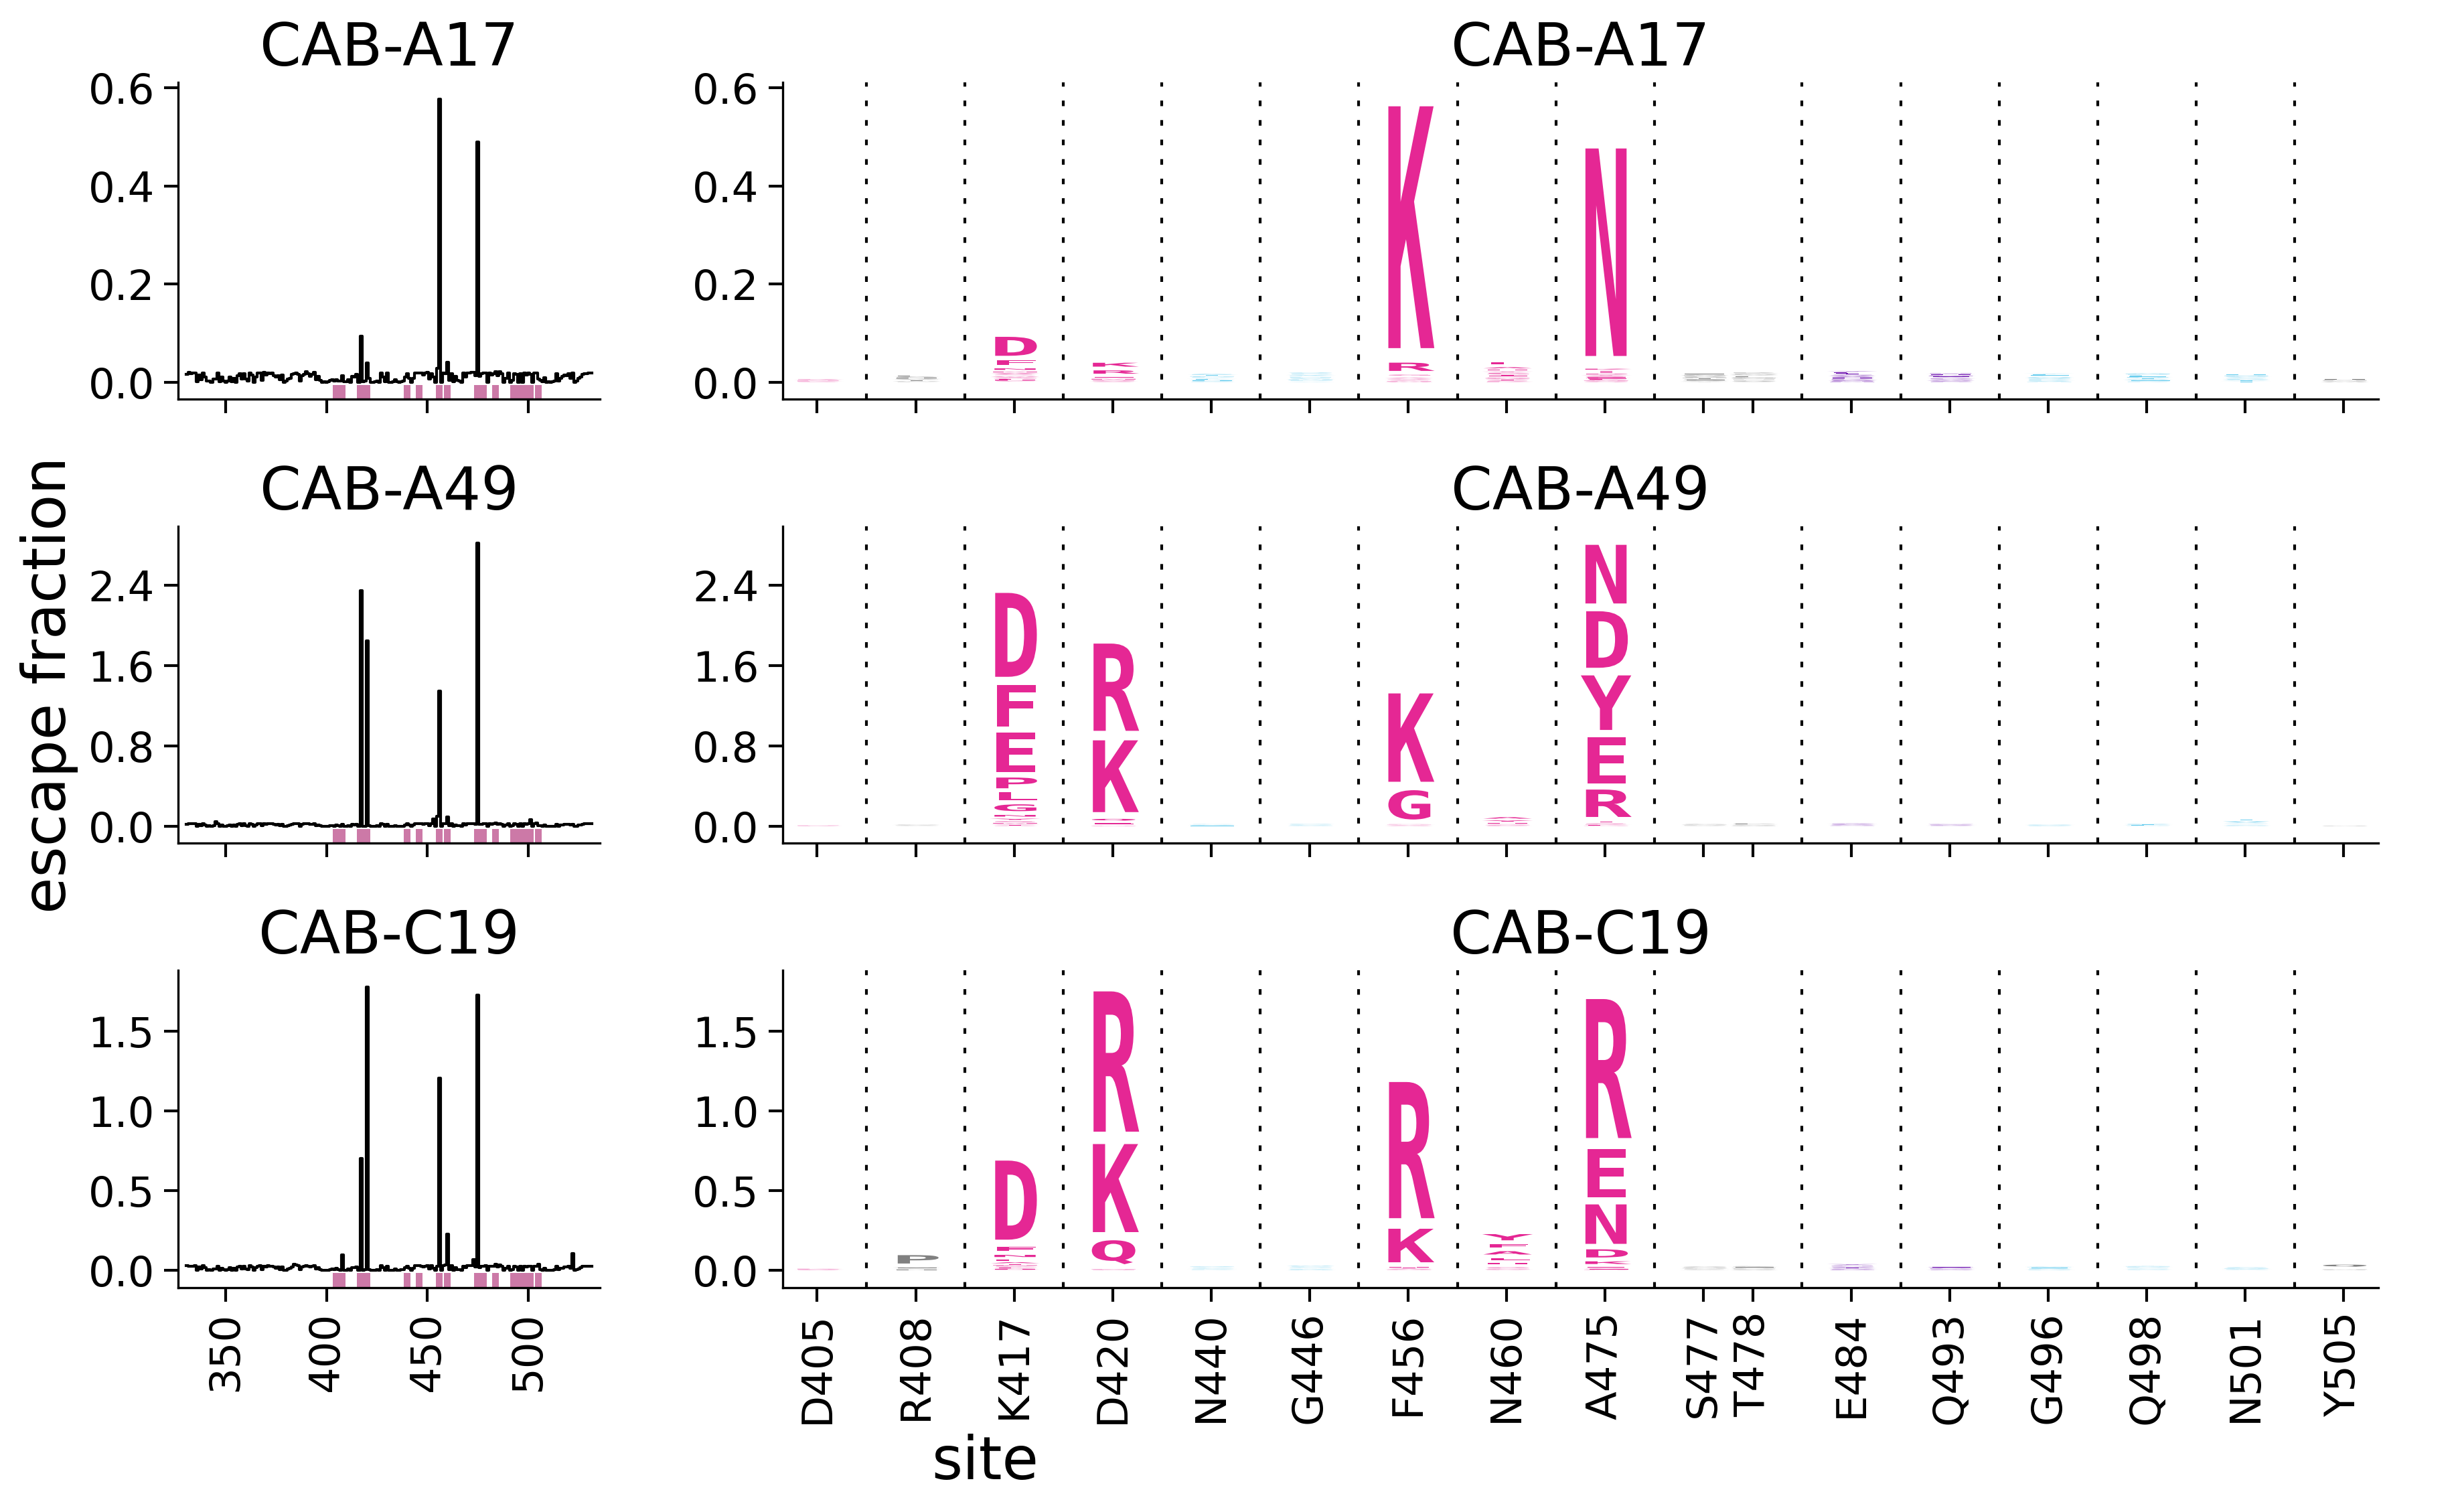 CAB-A17
CAB-A17
0.6
0.4
0.2
0.0
0.6
0.4
0.2
0.0
K
N
D
K
R
R
CAB-A49
CAB-A49
escape fraction
2.4
1.6
0.8
0.0
2.4
1.6
0.8
0.0
D
F
E
P
L
G
R
K
K
G
N
D
Y
E
R
CAB-C19
CAB-C19
1.5
1.0
0.5
0.0
1.5
1.0
0.5
0.0
P
D
R
K
Q
R
K
R
E
N
D
K
350
400
450
500
D405
R408
K417
D420
N440
G446
F456
N460
A475
S477
T478
E484
Q493
G496
Q498
N501
Y505
site